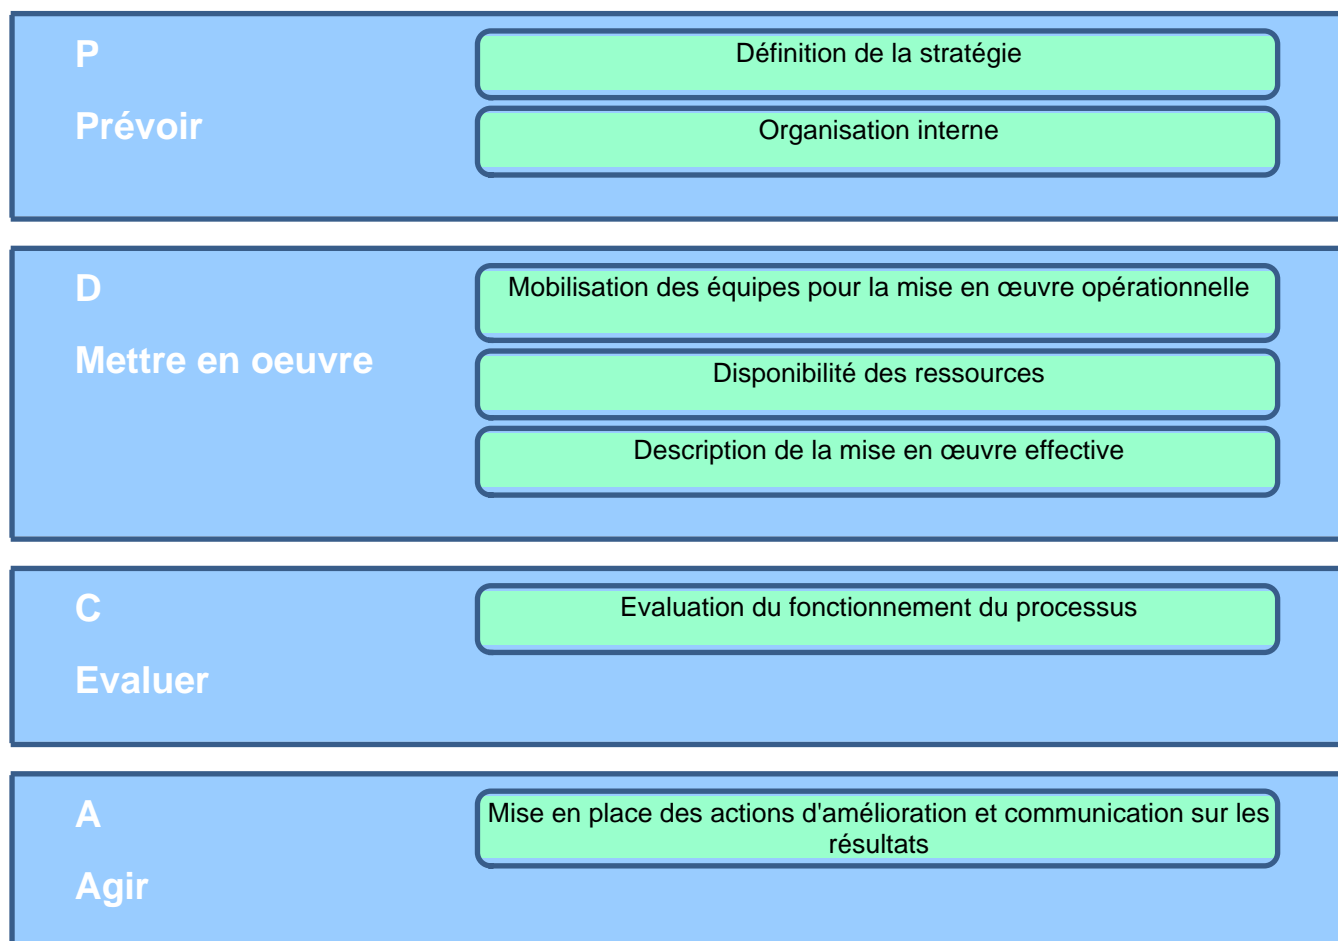 P
Prévoir
Définition de la stratégie
Organisation interne
D
Mettre en oeuvre
Mobilisation des équipes pour la mise en œuvre opérationnelle
Disponibilité des ressources
Description de la mise en œuvre effective
C
Evaluer
Evaluation du fonctionnement du processus
A
Agir
Mise en place des actions d'amélioration et communication sur les
résultats